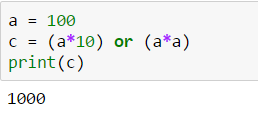 a = 100
c = (a*10) or (a*a)
print(c)
1000